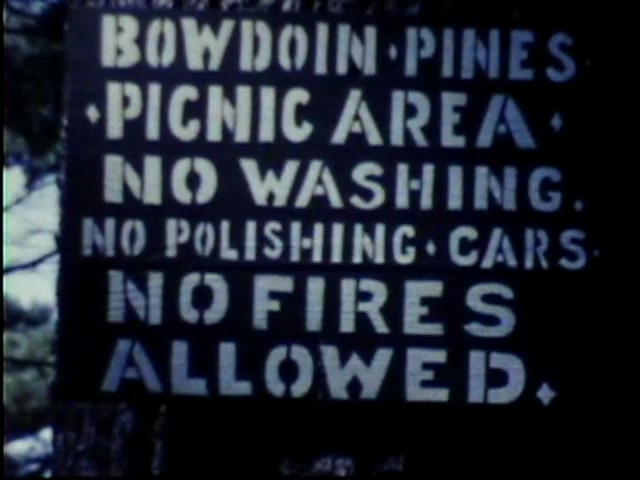 BOWDOIN · PINES
· PICNIC AREA ·
NO WASHING.
NO POLISHING · CARS ·
NO FIRES
ALLOWED.